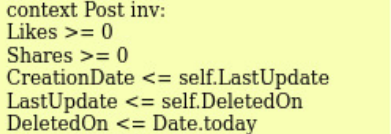 context Post inv:
Likes >= 0
Shares >= 0
CreationDate <= self.LastUpdate
LastUpdate <= self.DeletedOn
DeletedOn <= Date.today